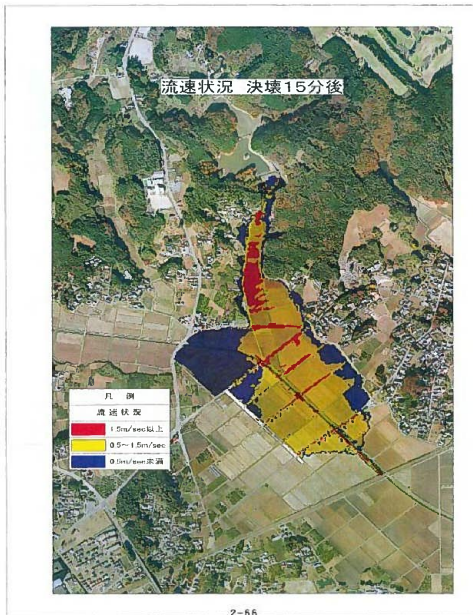 流速状況 決壊15分後
凡 例
流速状況
1.5m/sec以上
0.5～1.5m/sec
0.5m/sec未満
2-66